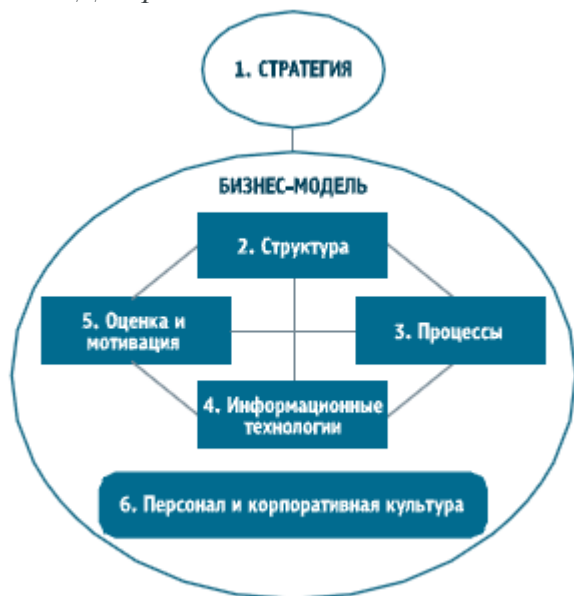 1. СТРАТЕГИЯ
БИЗНЕС-МОДЕЛЬ
2. Структура
5. Оценка и
мотивация
3. Процессы
4. Информационные
технологии
6. Персонал и корпоративная культура